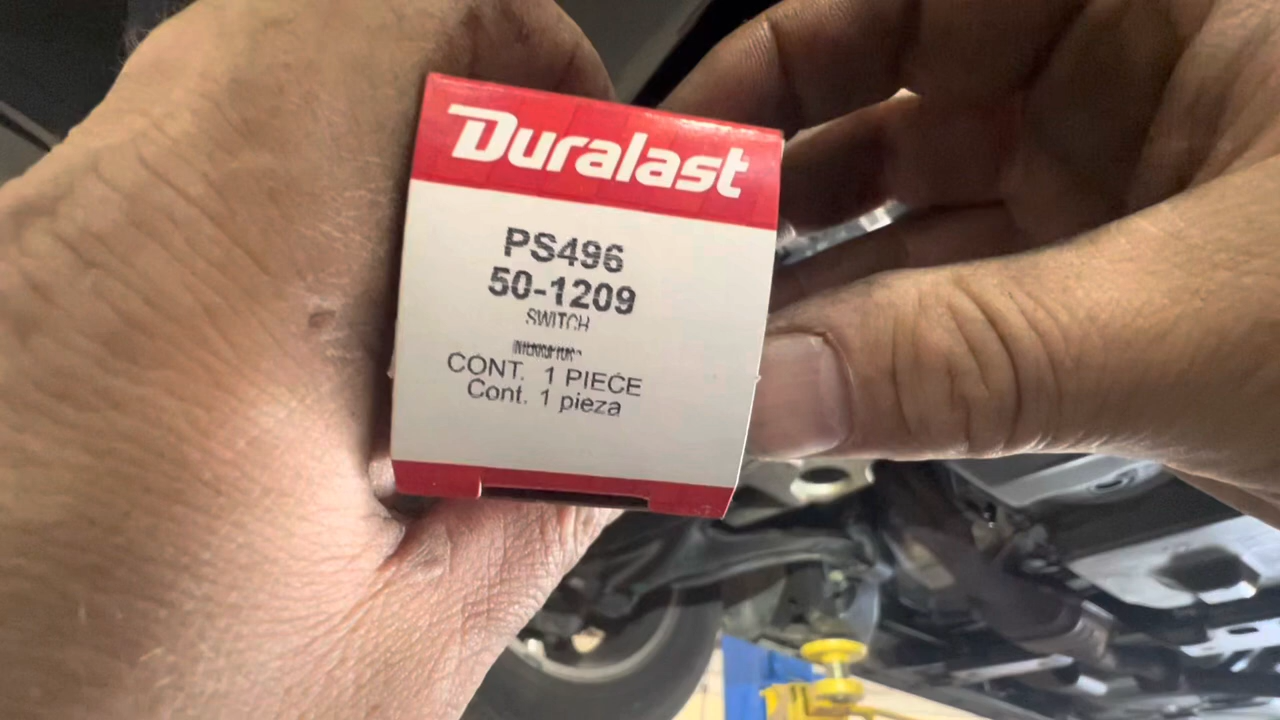 Duralast
PS496
50-1209
SWITCH
CONT. 1 PIECE
Cont. 1 pieza